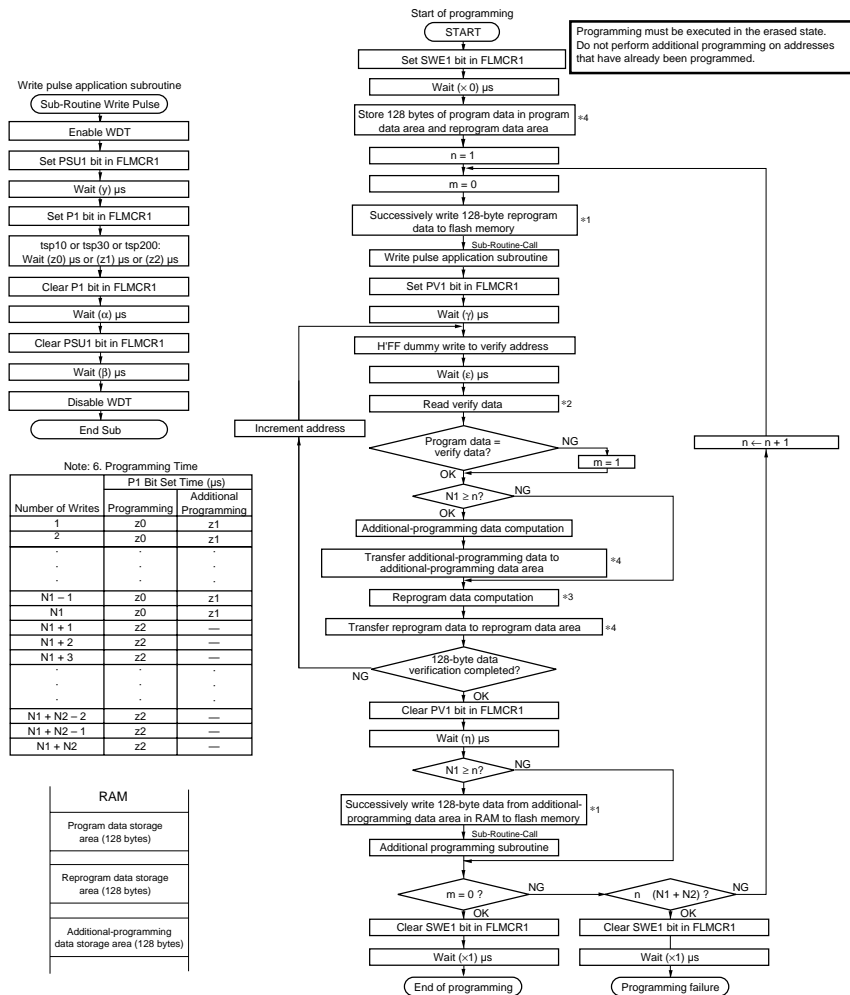 Start of programming
START
Programming must be executed in the erased state.
Do not perform additional programming on addresses
that have already been programmed.
Set SWE1 bit in FLMCR1
Wait (×0) µs
Store 128 bytes of program data in program
data area and reprogram data area
*4
n = 1
m = 0
Successively write 128-byte reprogram
data to flash memory
*1
Sub-Routine-Call
Write pulse application subroutine
Set PV1 bit in FLMCR1
Wait (γ) µs
H'FF dummy write to verify address
Wait (ε) µs
Read verify data
*2
Increment address
Program data =
verify data?
NG
m = 1
OK
n ← n + 1
N1 ≥ n?
NG
OK
Additional-programming data computation
Transfer additional-programming data to
additional-programming data area
*4
Reprogram data computation
*3
Transfer reprogram data to reprogram data area
*4
128-byte data
verification completed?
NG
OK
Clear PV1 bit in FLMCR1
Wait (η) µs
N1 ≥ n?
NG
OK
Successively write 128-byte data from additional-
programming data area in RAM to flash memory
*1
Sub-Routine-Call
Additional programming subroutine
m = 0 ?
NG
n (N1 + N2) ?
NG
OK
OK
Clear SWE1 bit in FLMCR1
Clear SWE1 bit in FLMCR1
Wait (×1) µs
Wait (×1) µs
End of programming
Programming failure
Write pulse application subroutine
Sub-Routine Write Pulse
Enable WDT
Set PSU1 bit in FLMCR1
Wait (y) µs
Set P1 bit in FLMCR1
tsp10 or tsp30 or tsp200:
Wait (z0) µs or (z1) µs or (z2) µs
Clear P1 bit in FLMCR1
Wait (α) µs
Clear PSU1 bit in FLMCR1
Wait (β) µs
Disable WDT
End Sub
Note: 6. Programming Time
P1 Bit Set Time (µs)
Number of Writes Programming Additional Programming
1 z0 z1
2 z0 z1
. . .
. . .
. . .
N1 – 1 z0 z1
N1 z0 z1
N1 + 1 z2 —
N1 + 2 z2 —
N1 + 3 z2 —
. . .
. . .
. . .
N1 + N2 – 2 z2 —
N1 + N2 – 1 z2 —
N1 + N2 z2 —
RAM
Program data storage
area (128 bytes)
Reprogram data storage
area (128 bytes)
Additional-programming
data storage area (128 bytes)